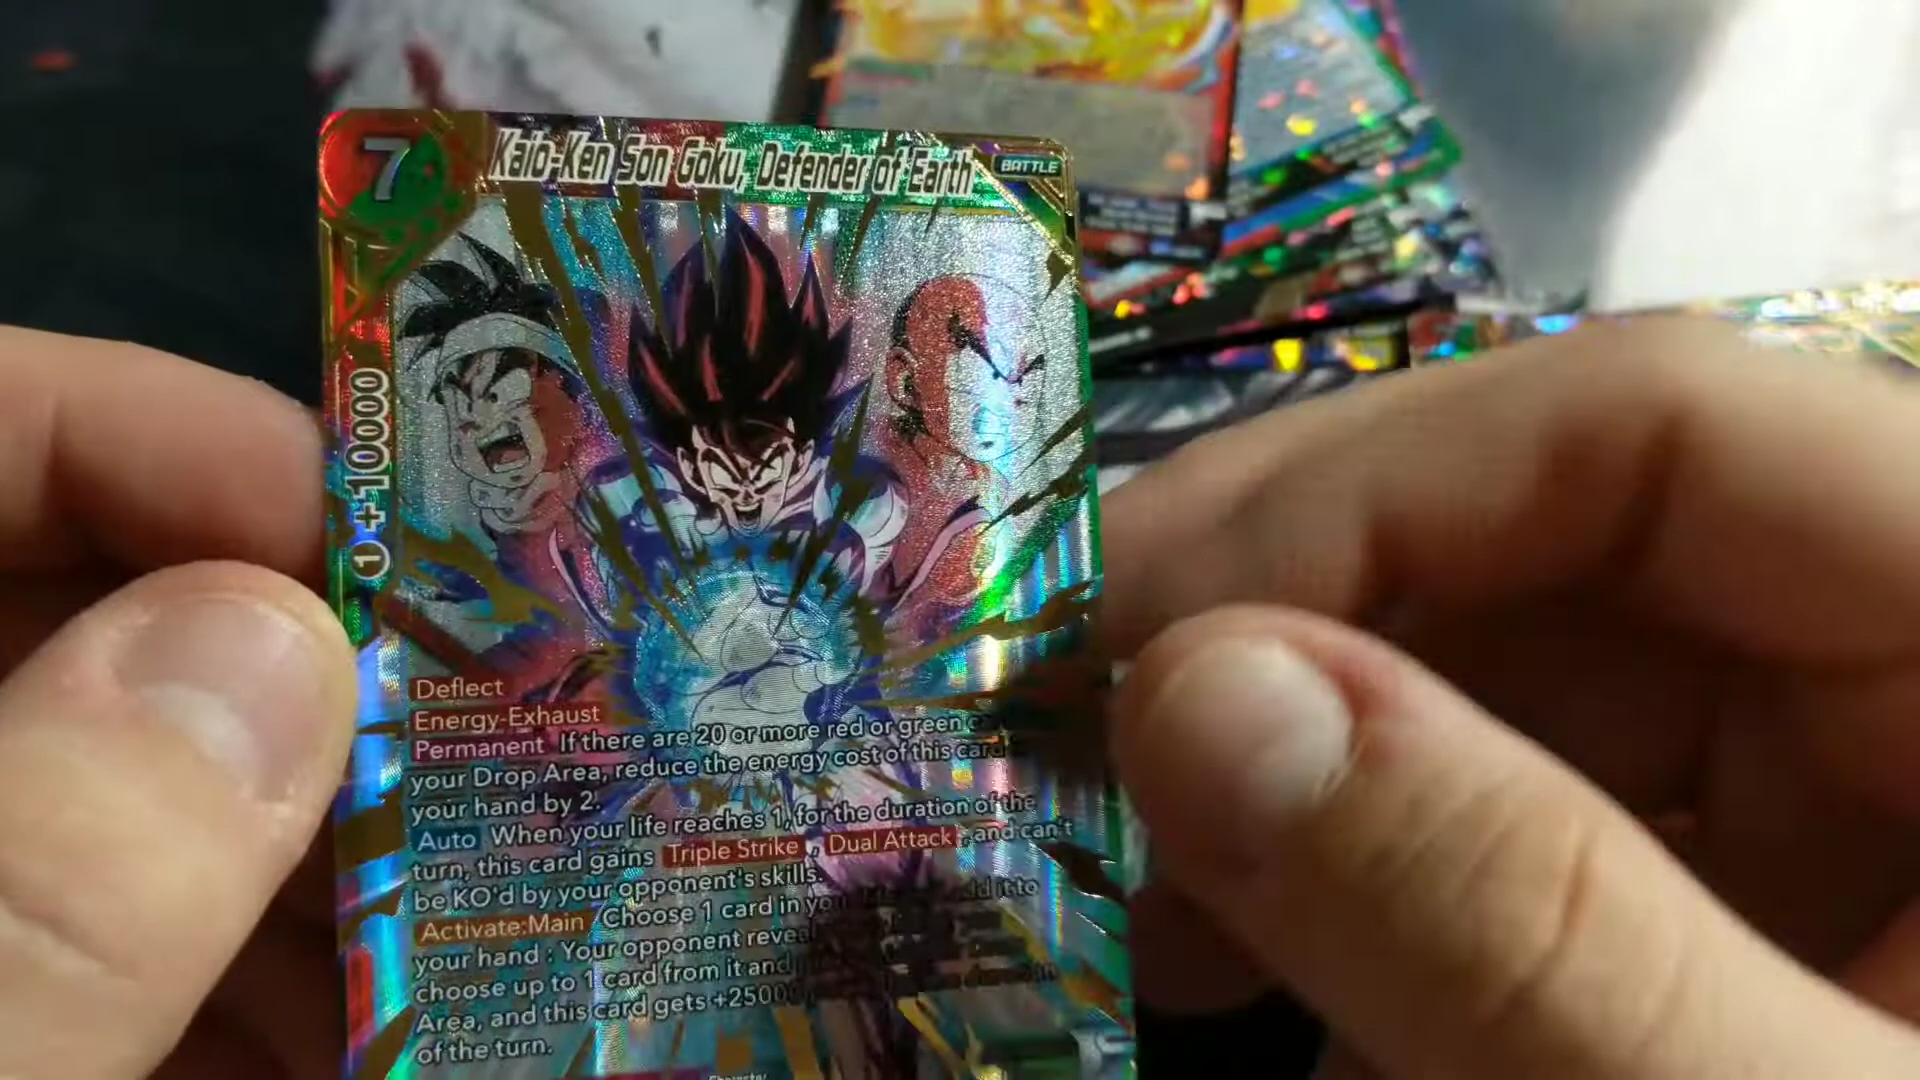 7
Kaio-Ken Son Goku, Defender of Earth
BATTLE
1 +10000
Deflect
Energy-Exhaust
Permanent If there are 20 or more red or green
your Drop Area, reduce the energy cost of this card
your hand by 2.
Auto When your life reaches 1, for the duration of the
turn, this card gains Triple Strike, Dual Attack, and can't
be KO'd by your opponent's skills.
Activate:Main Choose 1 card in add it to
your hand : Your opponent
choose up to 1 card from it and
Area, and this card gets +25000
of the turn.
Character